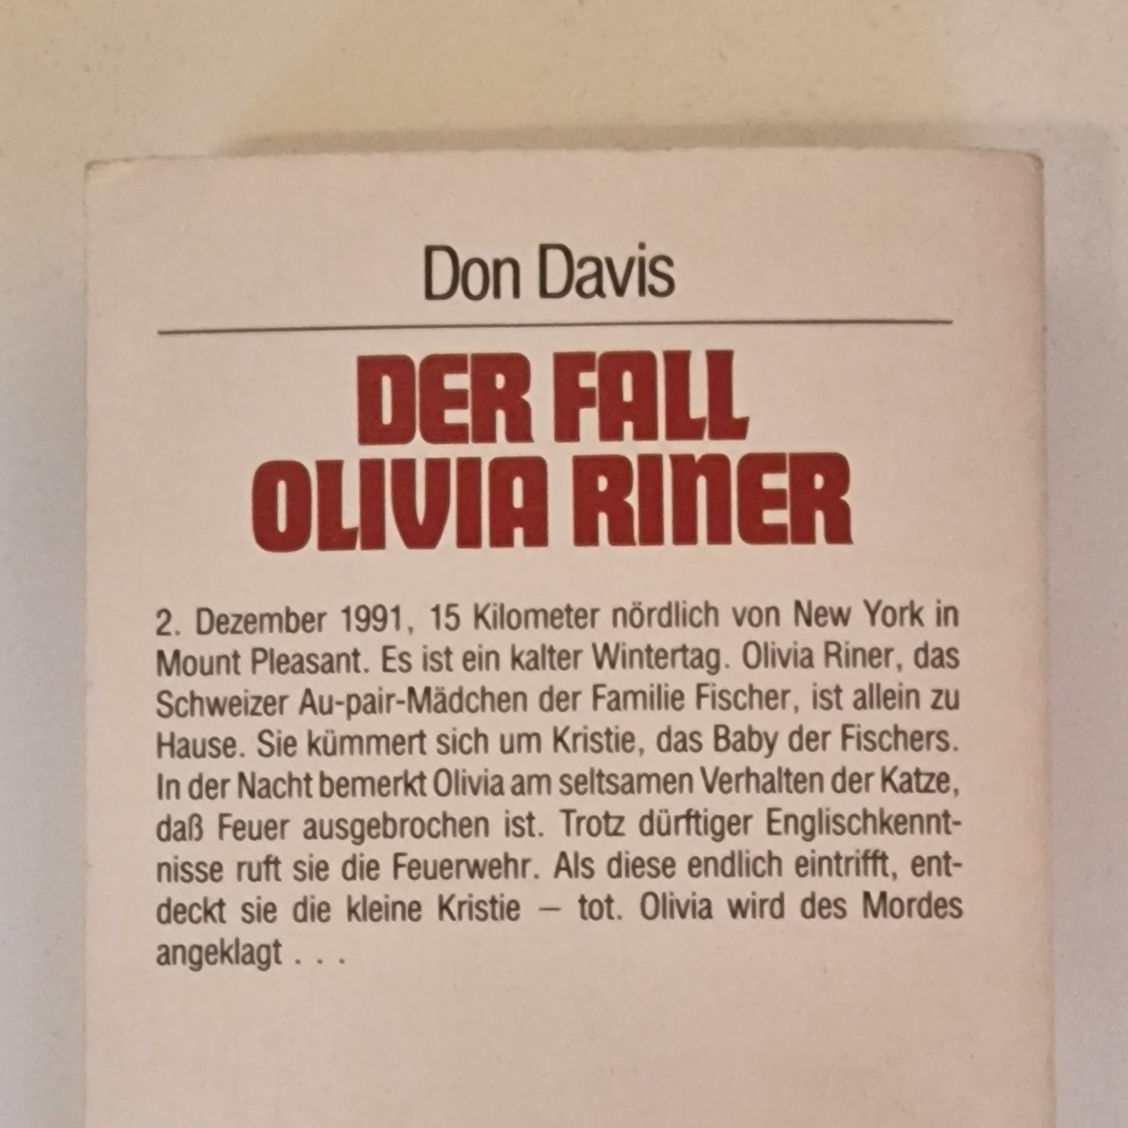 Don Davis
DER FALL
OLIVIA RINER
2. Dezember 1991, 15 Kilometer nördlich von New York in
Mount Pleasant. Es ist ein kalter Wintertag. Olivia Riner, das
Schweizer Au-pair-Mädchen der Familie Fischer, ist allein zu
Hause. Sie kümmert sich um Kristie, das Baby der Fischers.
In der Nacht bemerkt Olivia am seltsamen Verhalten der Katze,
daß Feuer ausgebrochen ist. Trotz dürftiger Englischkennt-
nisse ruft sie die Feuerwehr. Als diese endlich eintrifft, ent-
deckt sie die kleine Kristie – tot. Olivia wird des Mordes
angeklagt . . .